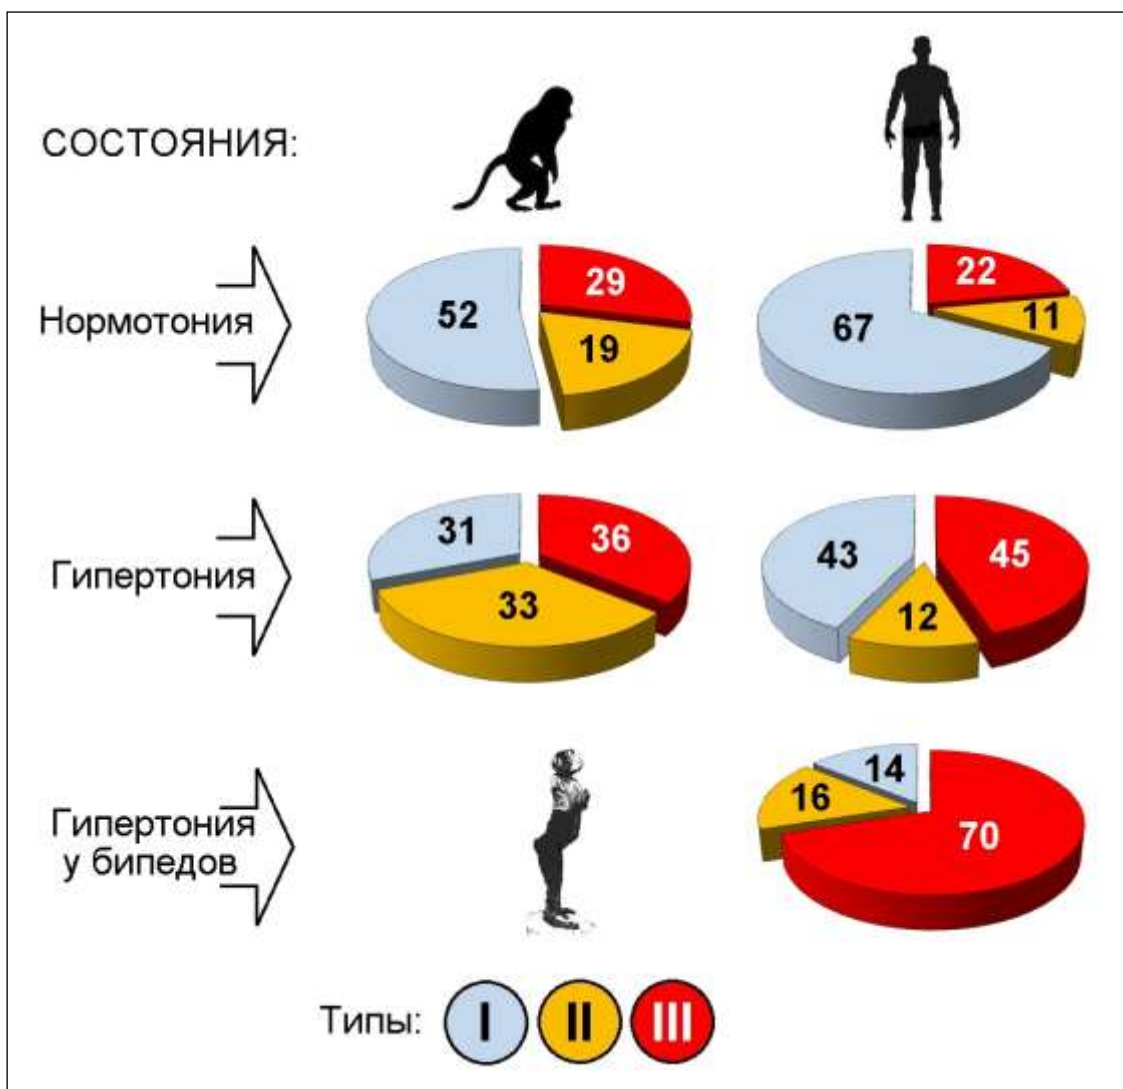 СОСТОЯНИЯ:
Нормотония
52
29
19
67
22
11
Гипертония
31
36
33
43
45
12
Гипертония
у бипедов
14
16
70
Типы: I II III